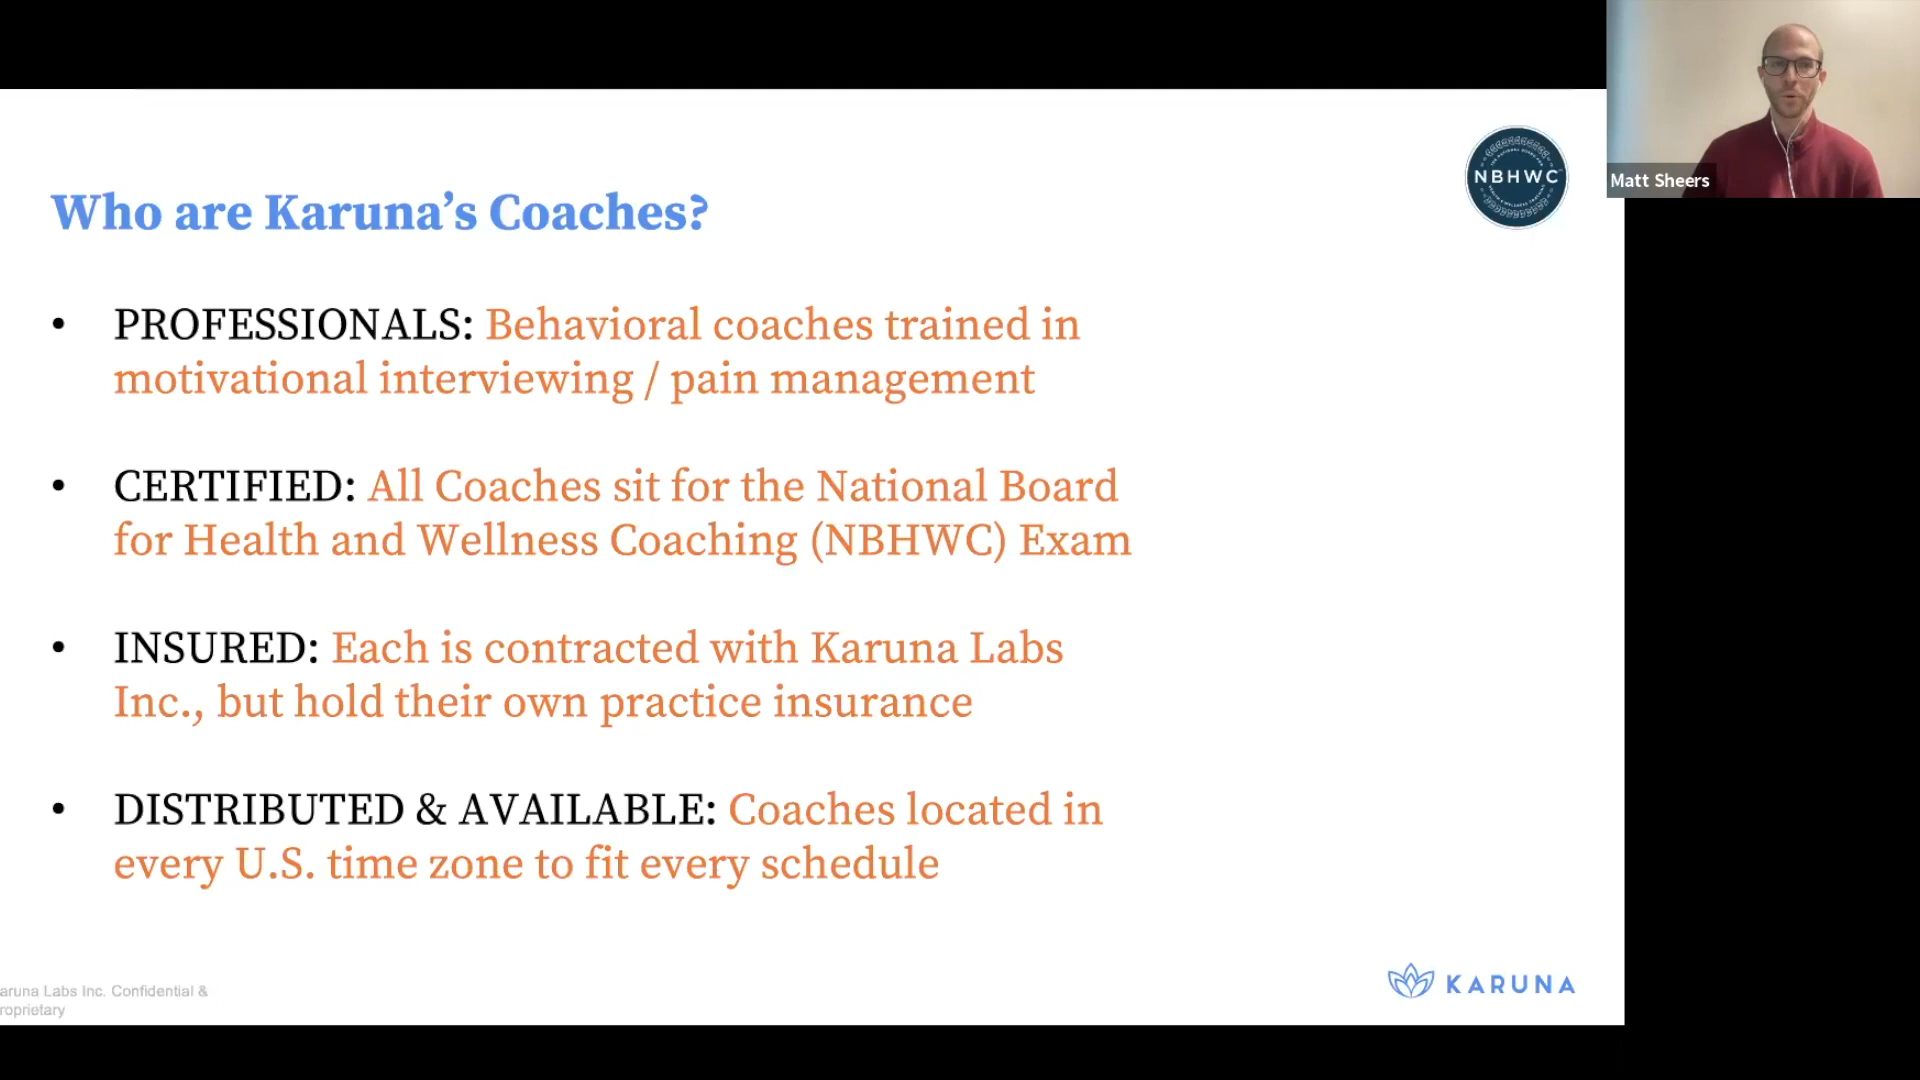 Matt Sheers
NBHWC
Who are Karuna’s Coaches?
• PROFESSIONALS: Behavioral coaches trained in
motivational interviewing / pain management
• CERTIFIED: All Coaches sit for the National Board
for Health and Wellness Coaching (NBHWC) Exam
• INSURED: Each is contracted with Karuna Labs
Inc., but hold their own practice insurance
• DISTRIBUTED & AVAILABLE: Coaches located in
every U.S. time zone to fit every schedule
aruna Labs Inc. Confidential &
roprietary
KARUNA